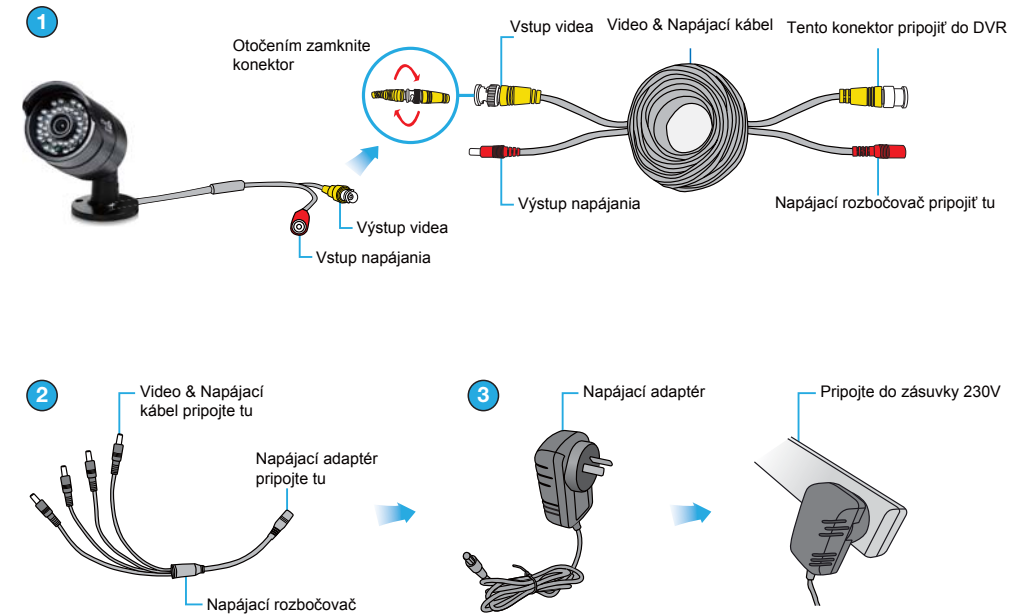 1
Otočením zamknite
konektor
Vstup videa
Video & Napájací kábel
Tento konektor pripojiť do DVR
Výstup videa
Vstup napájania
Výstup napájania
Napájací rozbočovač pripojiť tu
2
Video & Napájací
kábel pripojte tu
Napájací adaptér
pripojte tu
Napájací rozbočovač
3
Napájací adaptér
Pripojte do zásuvky 230V